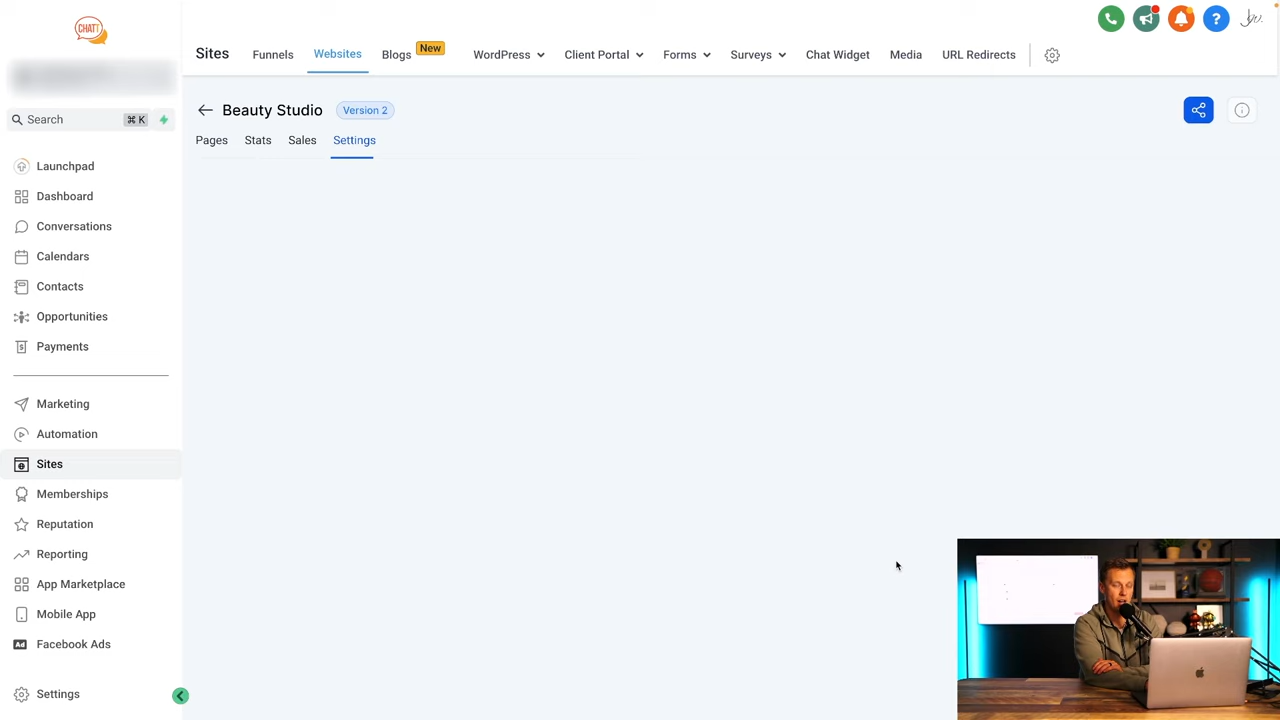 CHATT
Sites
Funnels
Websites
Blogs
New
WordPress
Client Portal
Forms
Surveys
Chat Widget
Media
URL Redirects
Search
⌘ K
Beauty Studio
Version 2
Pages
Stats
Sales
Settings
Launchpad
Dashboard
Conversations
Calendars
Contacts
Opportunities
Payments
Marketing
Automation
Sites
Memberships
Reputation
Reporting
App Marketplace
Mobile App
Ad
Facebook Ads
Settings